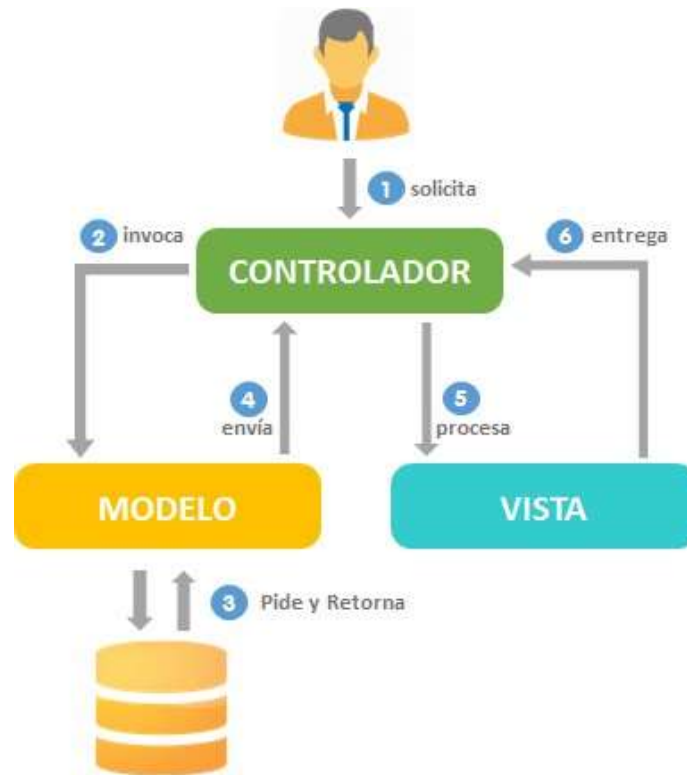 1 solicita
2 invoca
6 entrega
CONTROLADOR
4 envía
5 procesa
MODELO
VISTA
3 Pide y Retorna